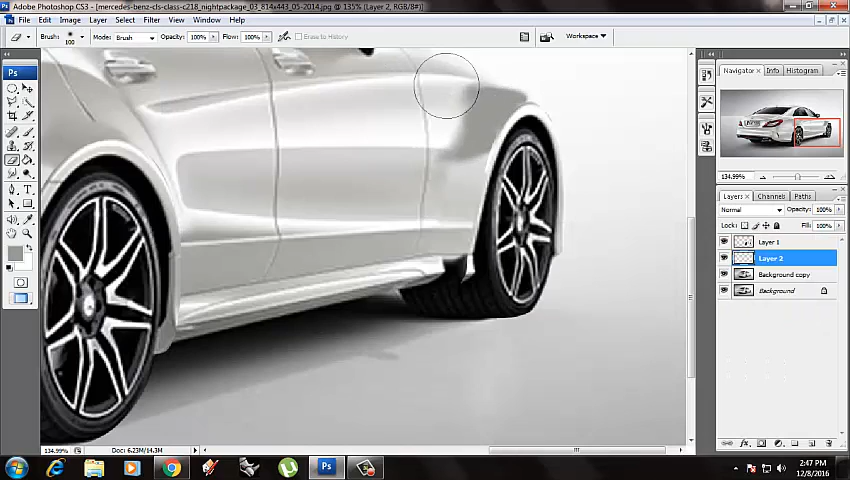 Adobe Photoshop CS3 - [mercedes-benz-cls-class-c218_nightpackage_03_814x443_05-2014.jpg @ 135% (Layer 2, RGB/8#)]
File Edit Image Layer Select Filter View Window Help
Brush: 100 Mode: Brush Opacity: 100% Flow: 100% Erase to History Workspace
Ps
Navigator Info Histogram
134.99%
Layers Channels Paths
Normal Opacity: 100%
Lock: Fill: 100%
Layer 1
Layer 2
Background copy
Background
134.99% Doc: 6.23M/14.3M
Ps
2:47 PM
12/8/2016